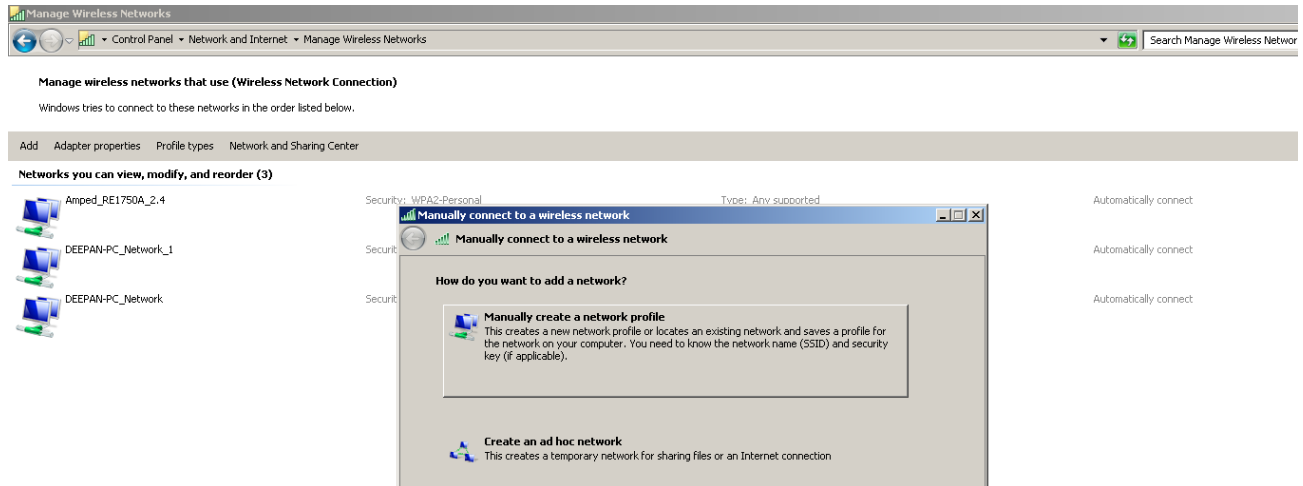 Manage Wireless Networks
Control Panel Network and Internet Manage Wireless Networks
Search Manage Wireless Networ
Manage wireless networks that use (Wireless Network Connection)
Windows tries to connect to these networks in the order listed below.
Add Adapter properties Profile types Network and Sharing Center
Networks you can view, modify, and reorder (3)
Amped_RE1750A_2.4 Security: WPA2-Personal Type: Any supported Automatically connect
DEEPAN-PC_Network_1 Securit Automatically connect
DEEPAN-PC_Network Securit Automatically connect
Manually connect to a wireless network
Manually connect to a wireless network
How do you want to add a network?
Manually create a network profile
This creates a new network profile or locates an existing network and saves a profile for
the network on your computer. You need to know the network name (SSID) and security
key (if applicable).
Create an ad hoc network
This creates a temporary network for sharing files or an Internet connection